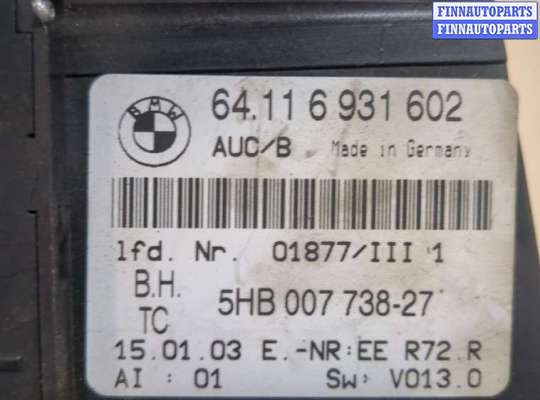 FINNAUTOPARTS
FINNAUTOPARTS
BMW
64.11 6 931 602
AUC/B Made in Germany
lfd. Nr. 01877/III 1
B.H. 5HB 007 738-27
TC
15.01.03 E.-NR:EE R72.R
AI : 01 SW: V013.0